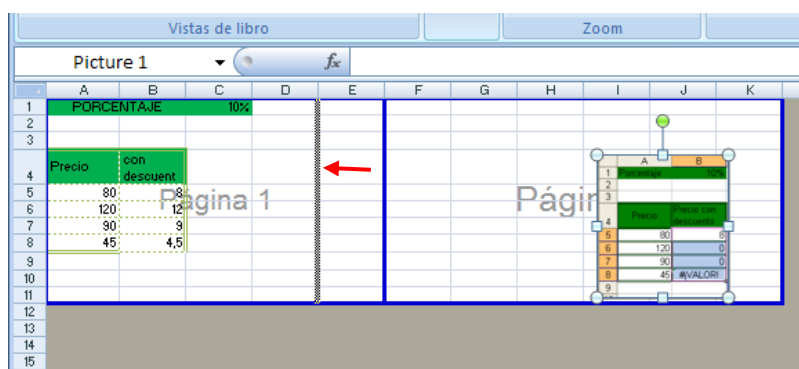 Vistas de libro Zoom
Picture 1 fx
A B C D E F G H I J K
1 PORCENTAJE 10%
2
3
4 Precio con descuent
5 80 8
6 120 12
7 90 9
8 45 4,5
9
10
11
12
13
14
15
Página 1
Págin
A B
1 Porcentaje 10%
2
3
4 Precio Precio con descuento
5 80 8
6 120 0
7 90 0
8 45 #¡VALOR!
9